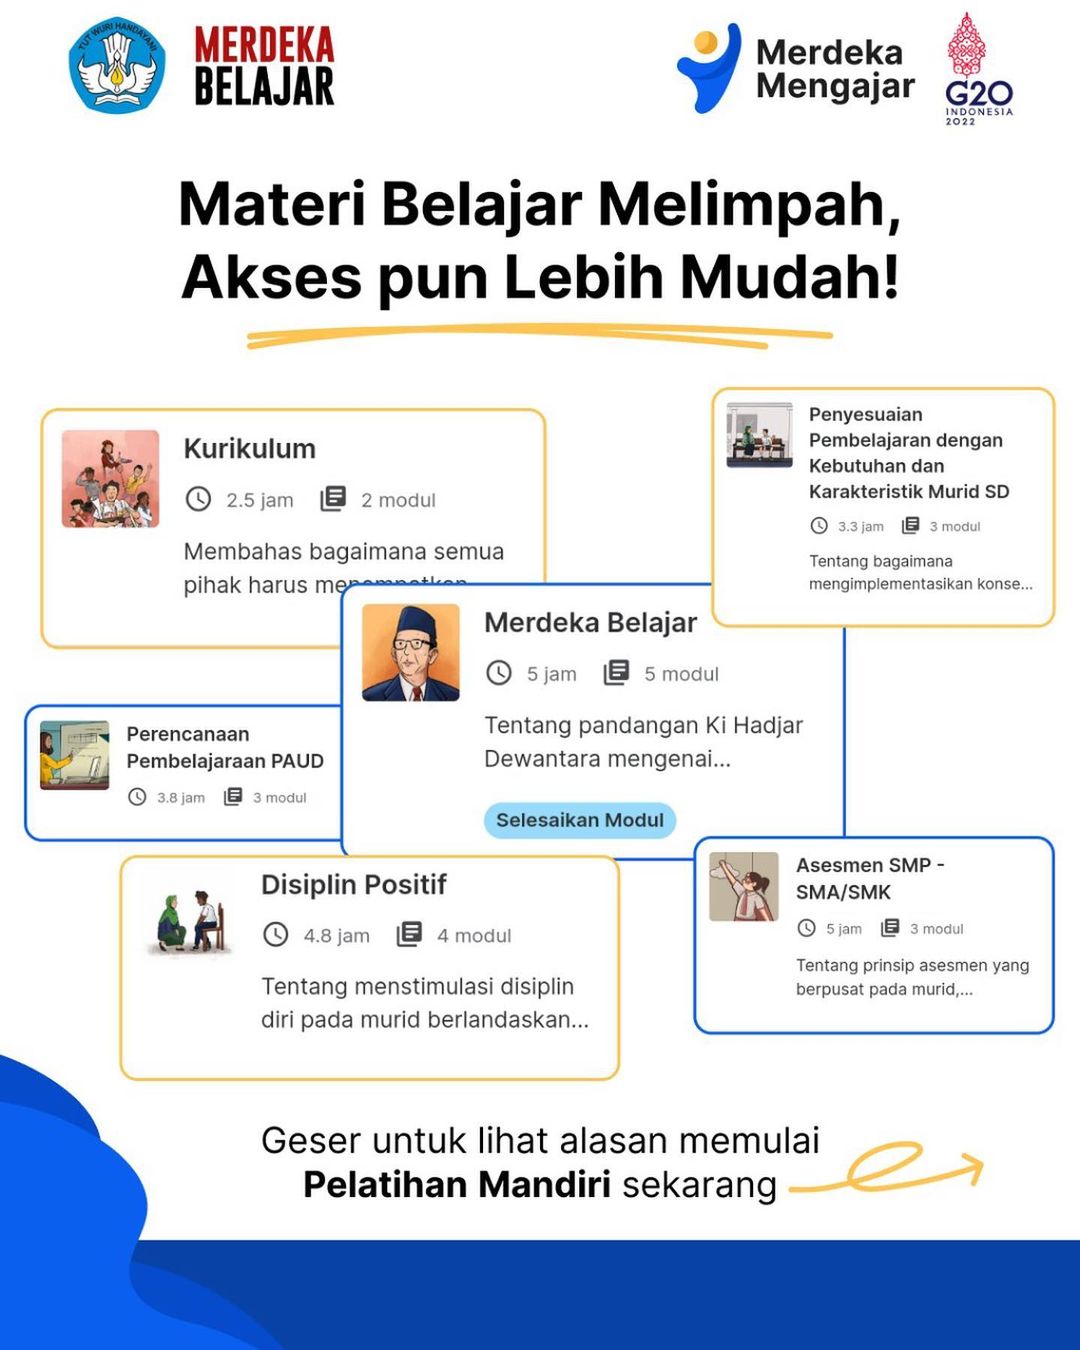 TUT WURI HANDAYANI
MERDEKA
BELAJAR
Merdeka
Mengajar
G20
INDONESIA
2022
Materi Belajar Melimpah,
Akses pun Lebih Mudah!
Kurikulum
2.5 jam 2 modul
Membahas bagaimana semua
pihak harus
Penyesuaian
Pembelajaran dengan
Kebutuhan dan
Karakteristik Murid SD
3.3 jam 3 modul
Tentang bagaimana
mengimplementasikan konse...
Merdeka Belajar
5 jam 5 modul
Tentang pandangan Ki Hadjar
Dewantara mengenai...
Selesaikan Modul
Perencanaan
Pembelajaraan PAUD
3.8 jam 3 modul
Disiplin Positif
4.8 jam 4 modul
Tentang menstimulasi disiplin
diri pada murid berlandaskan...
Asesmen SMP -
SMA/SMK
5 jam 3 modul
Tentang prinsip asesmen yang
berpusat pada murid,...
Geser untuk lihat alasan memulai
Pelatihan Mandiri sekarang